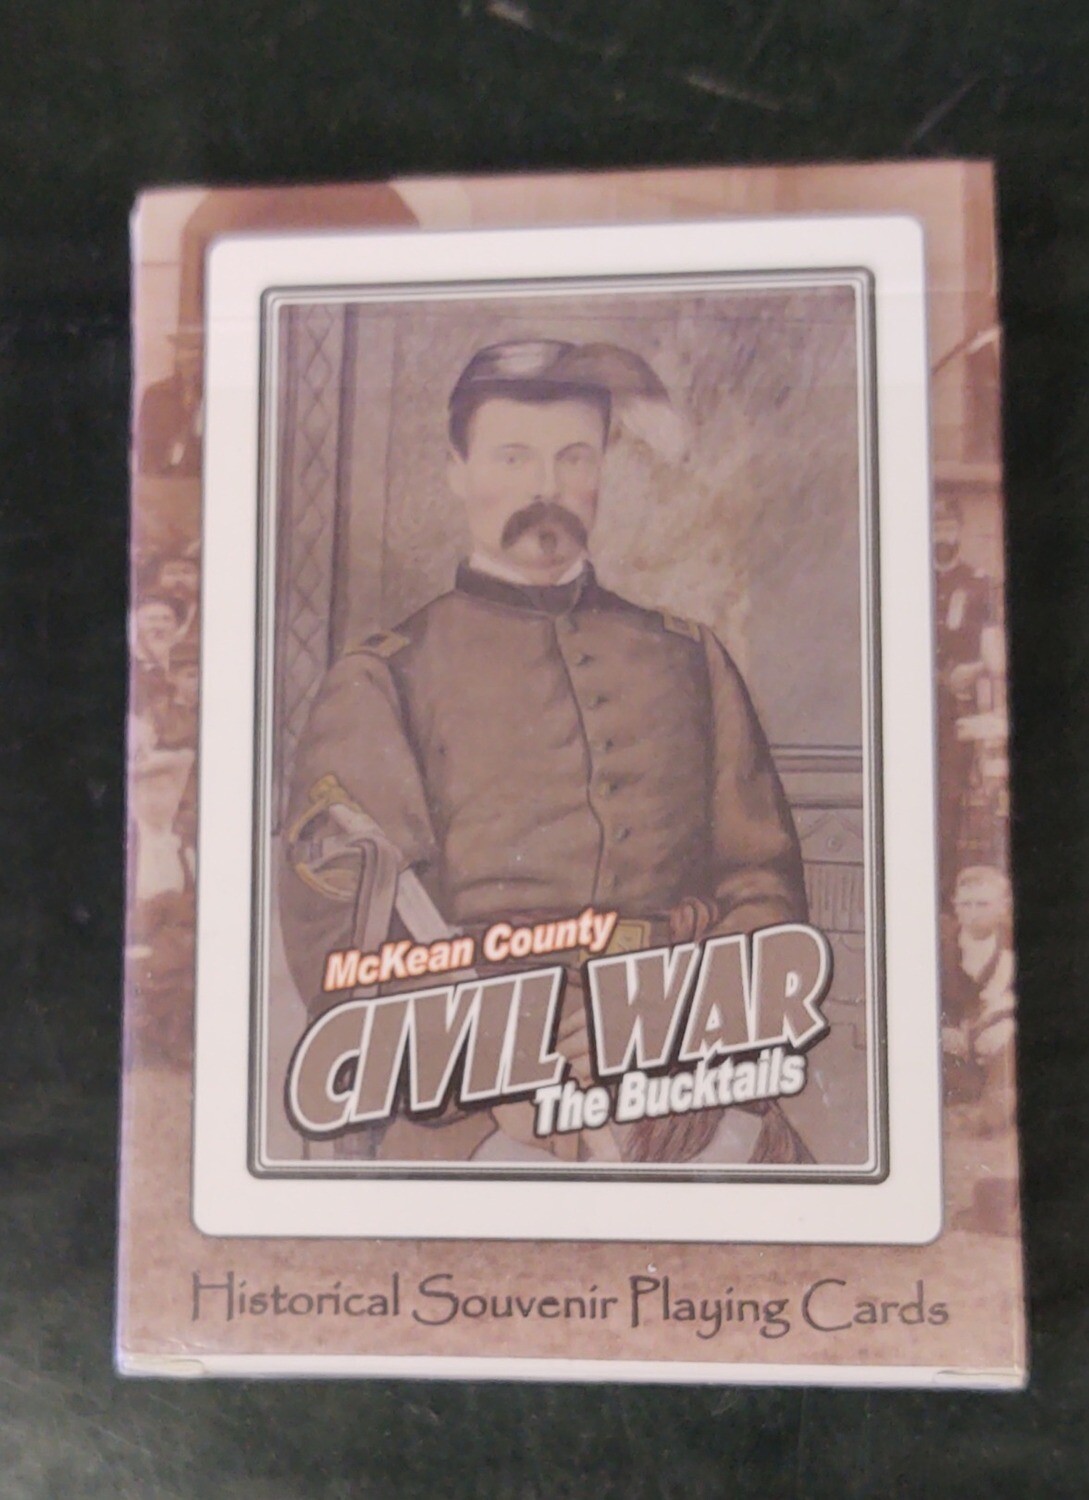 McKean County
CIVIL WAR
The Bucktails
Historical Souvenir Playing Cards